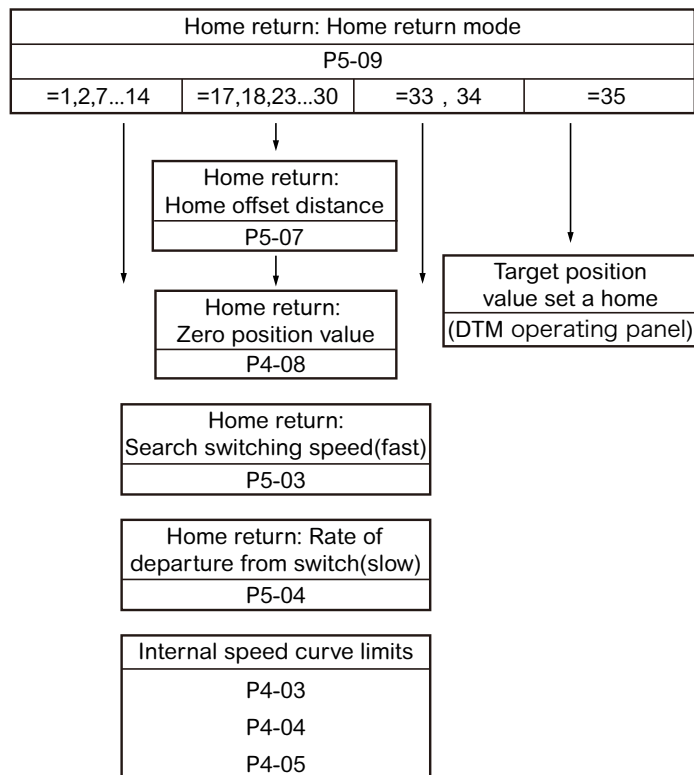 Home return: Home return mode
P5-09
=1,2,7...14
=17,18,23...30
=33 , 34
=35
Home return:
Home offset distance
P5-07
Target position
value set a home
(DTM operating panel)
Home return:
Zero position value
P4-08
Home return:
Search switching speed(fast)
P5-03
Home return: Rate of
departure from switch(slow)
P5-04
Internal speed curve limits
P4-03
P4-04
P4-05